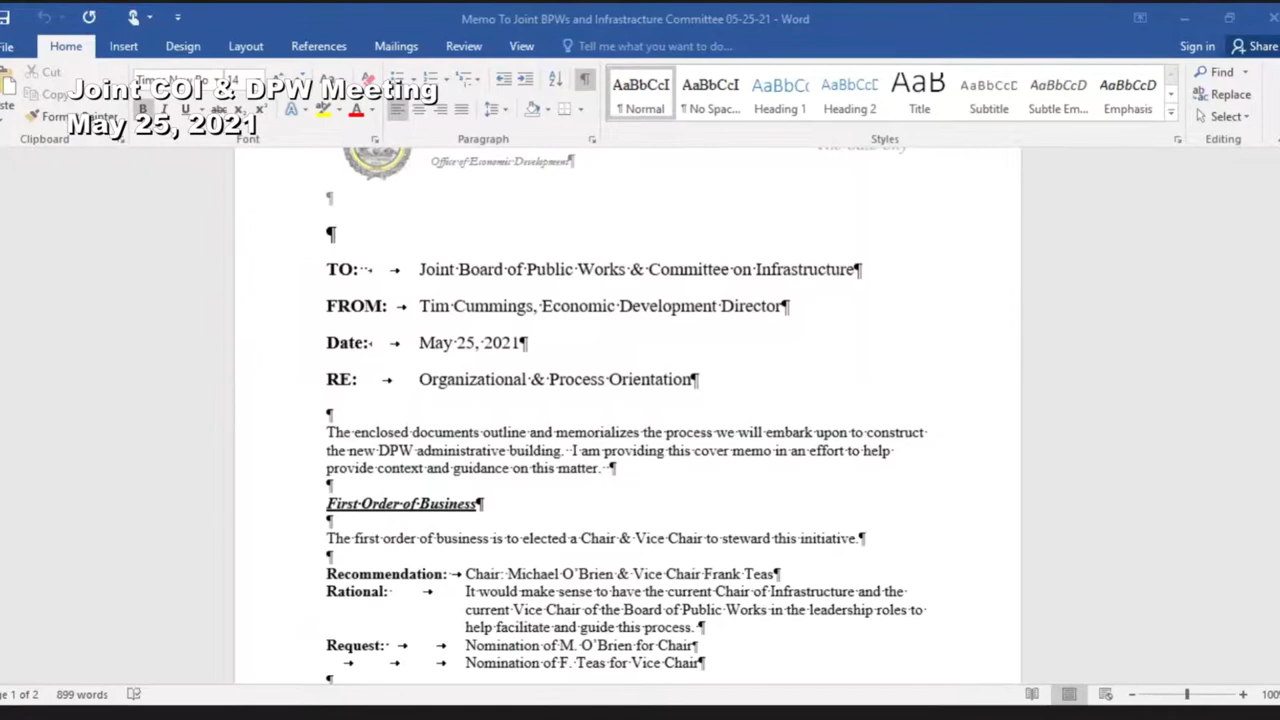 Memo To Joint BPWs and Infrastracture Committee 05-25-21 - Word
File Home Insert Design Layout References Mailings Review View Tell me what you want to do... Sign in Share
Joint COI & DPW Meeting
May 25, 2021
Cut
Clipboard Font Paragraph Styles Editing
AaBbCcI AaBbCcI AaBbCc AaBbCcI AaB AaBbCcI AaBbCcI AaBbCcI
¶ Normal ¶ No Spac... Heading 1 Heading 2 Title Subtitle Subtle Em... Emphasis
Find
Replace
Select
Office of Economic Development¶
¶
¶
TO: Joint Board of Public Works & Committee on Infrastructure¶
FROM: Tim Cummings, Economic Development Director¶
Date: May 25, 2021¶
RE: Organizational & Process Orientation¶
¶
The enclosed documents outline and memorializes the process we will embark upon to construct
the new DPW administrative building. I am providing this cover memo in an effort to help
provide context and guidance on this matter. ¶
¶
First Order of Business¶
¶
The first order of business is to elected a Chair & Vice Chair to steward this initiative.¶
¶
Recommendation: Chair: Michael O'Brien & Vice Chair Frank Teas¶
Rational: It would make sense to have the current Chair of Infrastructure and the
current Vice Chair of the Board of Public Works in the leadership roles to
help facilitate and guide this process. ¶
Request: Nomination of M. O'Brien for Chair¶
Nomination of F. Teas for Vice Chair¶
¶
ge 1 of 2 899 words 100